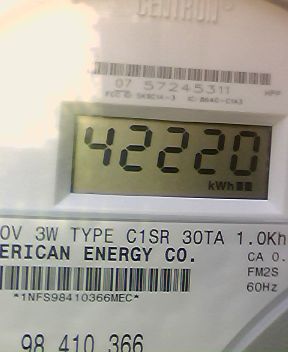 CENTRON
07 57245311
42220
kWh
0V 3W TYPE C1SR 30TA 1.0Kh
ERICAN ENERGY CO.
CA 0.
FM2S
*1NFS98410366MEC*
60Hz
98 410 366